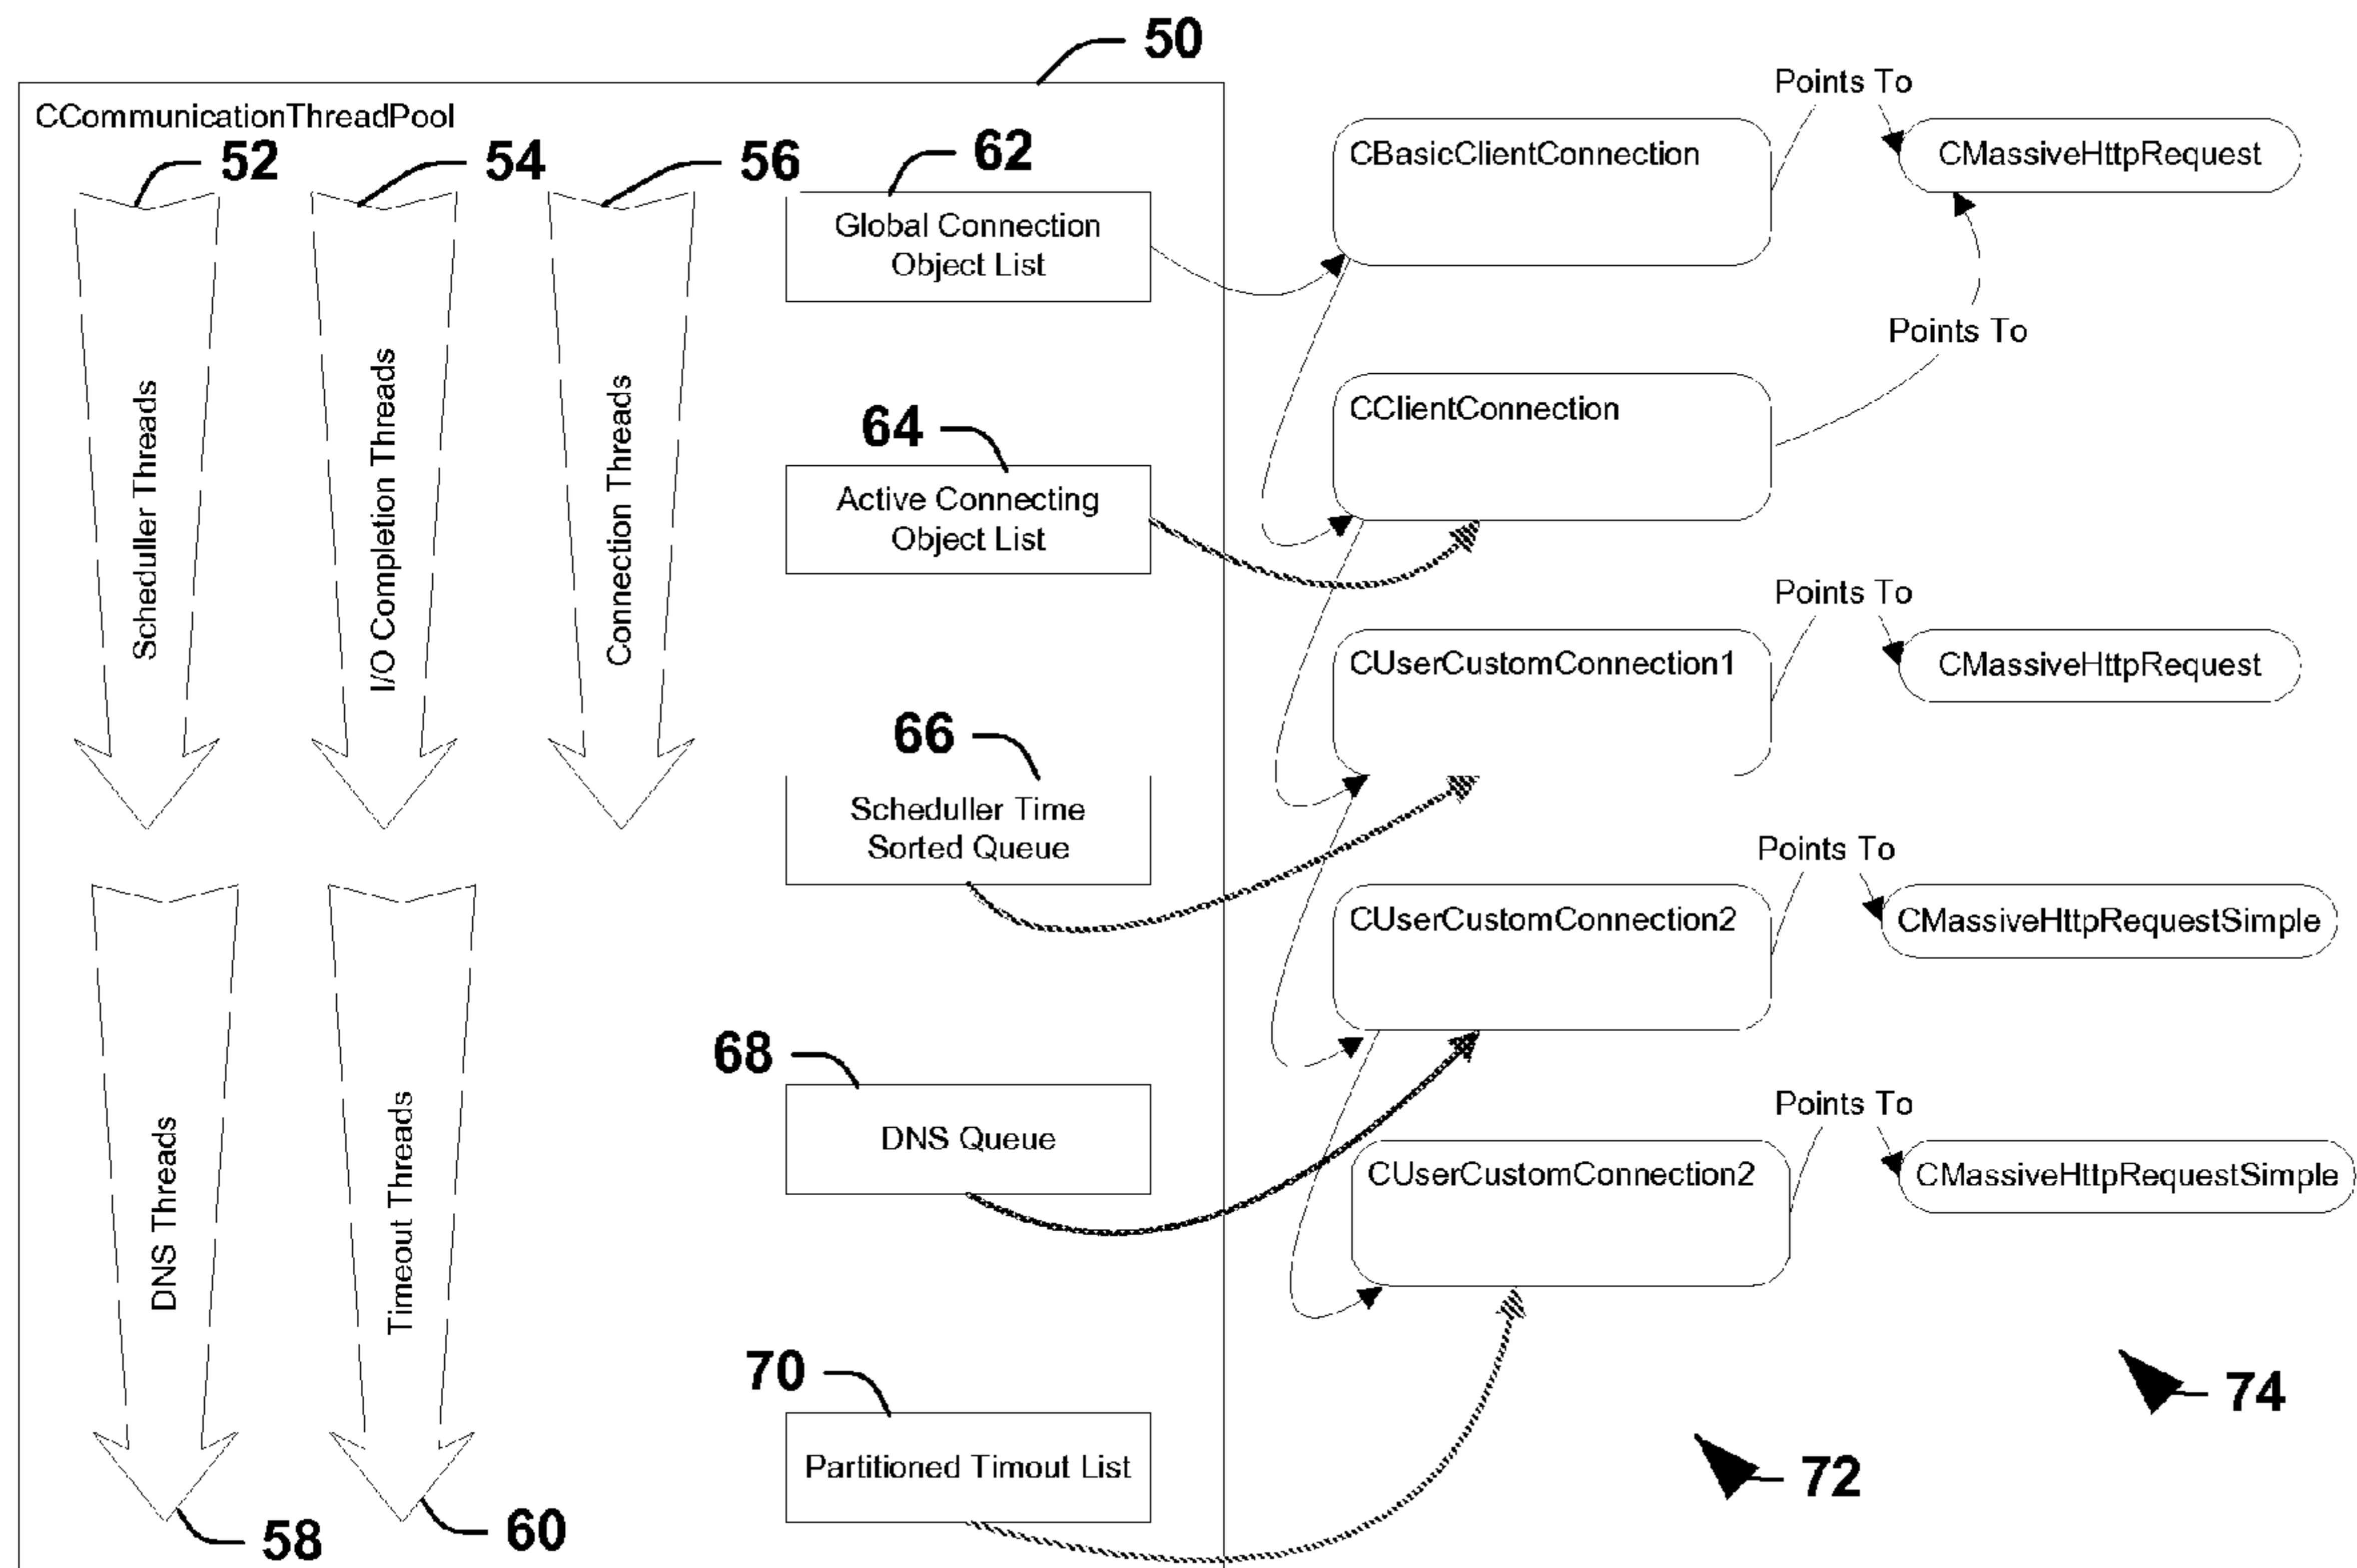 50
CCommunicationThreadPool
52
54
56
62
Global Connection
Object List
64
Active Connecting
Object List
66
Scheduller Time
Sorted Queue
68
DNS Queue
70
Partitioned Timout List
Scheduller Threads
I/O Completion Threads
Connection Threads
DNS Threads
Timeout Threads
58
60
CBasicClientConnection
Points To
CMassiveHttpRequest
Points To
CClientConnection
CUserCustomConnection1
Points To
CMassiveHttpRequest
CUserCustomConnection2
Points To
CMassiveHttpRequestSimple
CUserCustomConnection2
Points To
CMassiveHttpRequestSimple
74
72